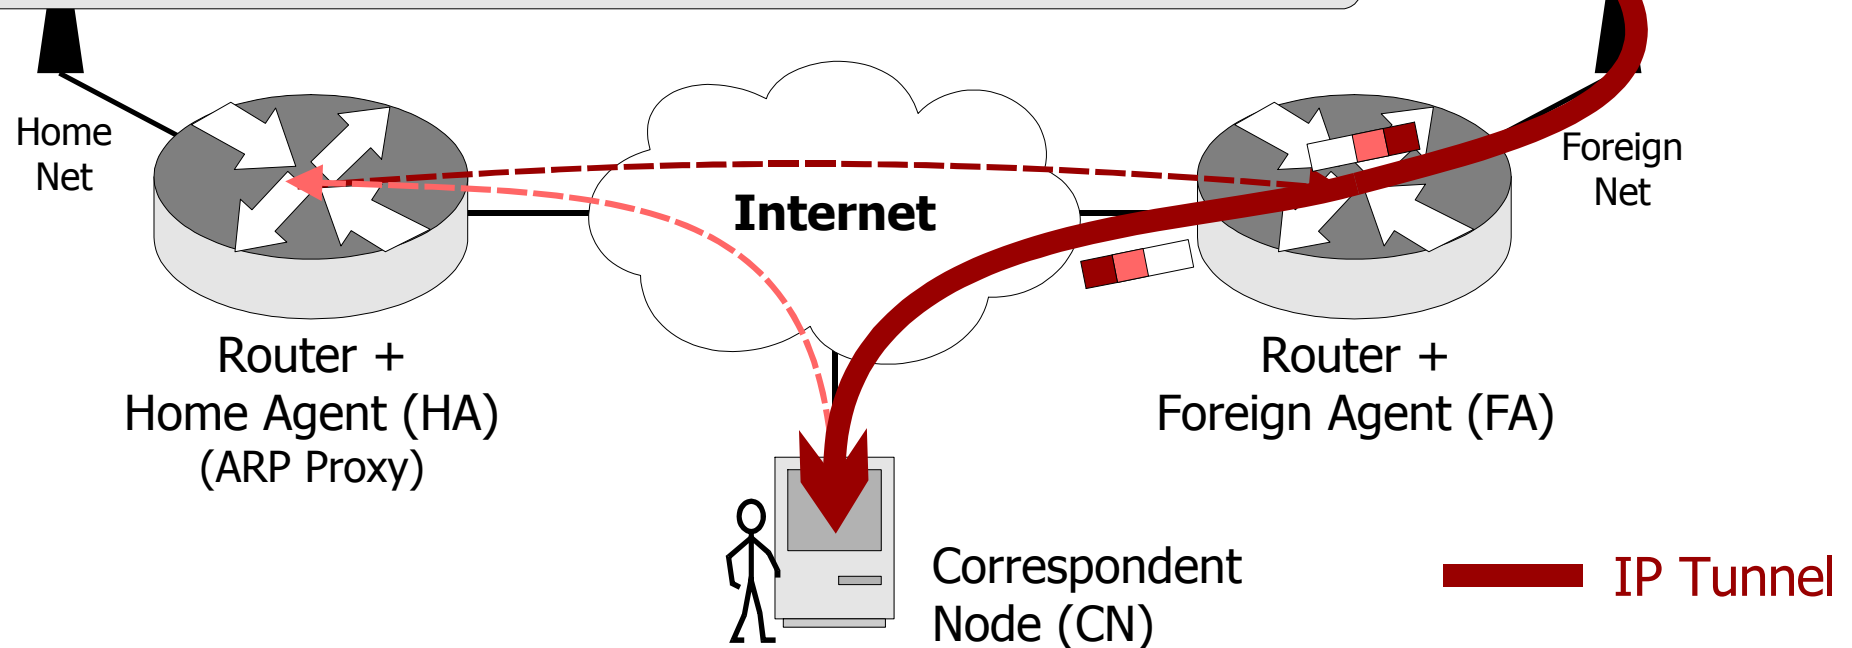 Home
Net
Internet
Foreign
Net
Router +
Home Agent (HA)
(ARP Proxy)
Router +
Foreign Agent (FA)
Correspondent
Node (CN)
IP Tunnel